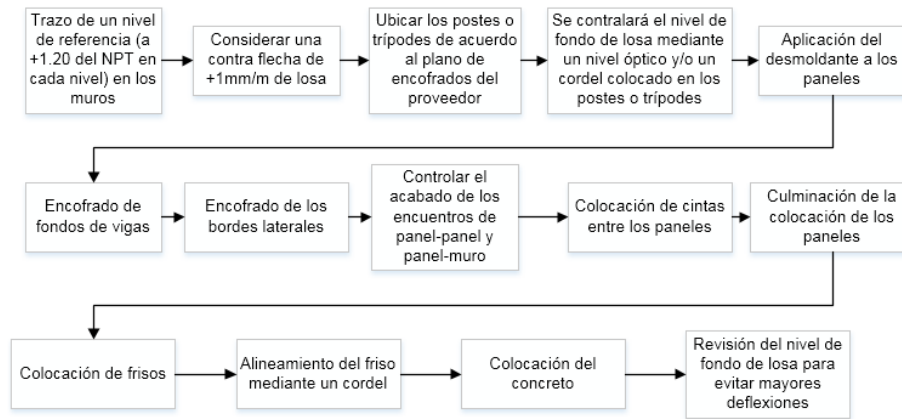 Trazo de un nivel
de referencia (a
+1.20 del NPT en
cada nivel) en los
muros
Considerar una
contra flecha de
+1mm/m de losa
Ubicar los postes o
trípodes de acuerdo
al plano de
encofrados del
proveedor
Se contralará el nivel de
fondo de losa mediante
un nivel óptico y/o un
cordel colocado en los
postes o trípodes
Aplicación del
desmoldante a los
paneles
Encofrado de
fondos de vigas
Encofrado de los
bordes laterales
Controlar el
acabado de los
encuentros de
panel-panel y
panel-muro
Colocación de cintas
entre los paneles
Culminación de la
colocación de los
paneles
Colocación de frisos
Alineamiento del friso
mediante un cordel
Colocación del
concreto
Revisión del nivel de
fondo de losa para
evitar mayores
deflexiones